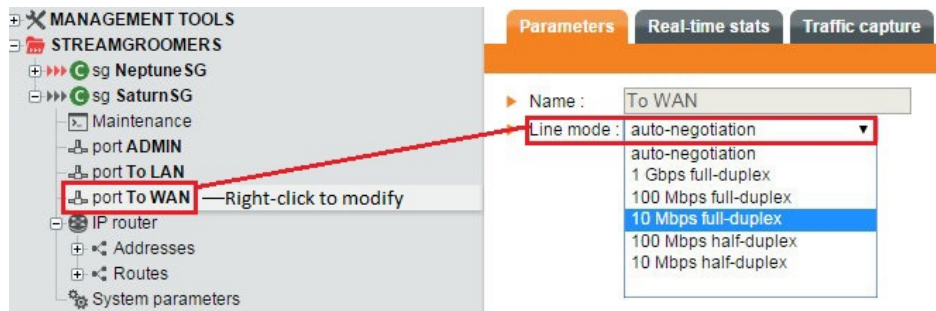 MANAGEMENT TOOLS
STREAMGROOMERS
sg NeptuneSG
sg SaturnSG
Maintenance
port ADMIN
port To LAN
port To WAN —Right-click to modify
IP router
Addresses
Routes
System parameters
Parameters
Real-time stats
Traffic capture
Name : To WAN
Line mode : auto-negotiation
auto-negotiation
1 Gbps full-duplex
100 Mbps full-duplex
10 Mbps full-duplex
100 Mbps half-duplex
10 Mbps half-duplex